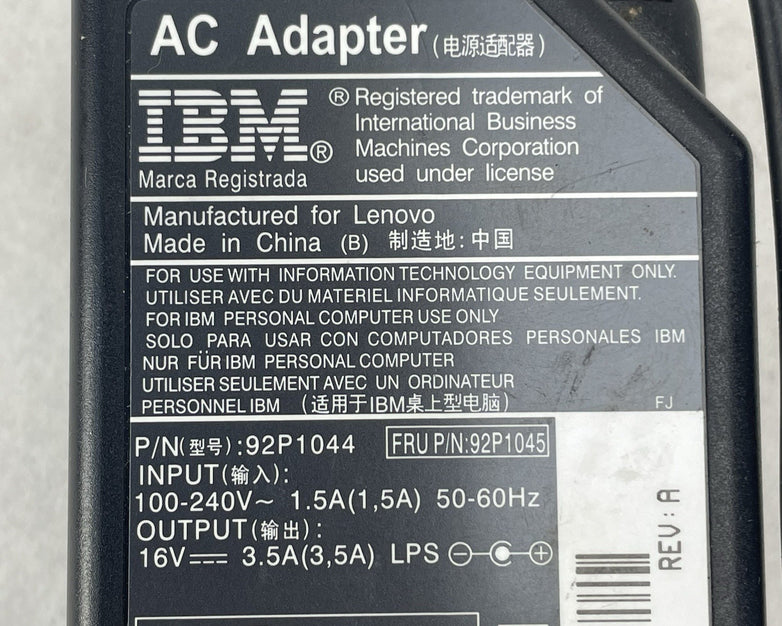 AC Adapter (电源适配器)
IBM®
Marca Registrada
® Registered trademark of
International Business
Machines Corporation
used under license
Manufactured for Lenovo
Made in China (B) 制造地:中国
FOR USE WITH INFORMATION TECHNOLOGY EQUIPMENT ONLY.
UTILISER AVEC DU MATERIEL INFORMATIQUE SEULEMENT.
FOR IBM PERSONAL COMPUTER USE ONLY
SOLO PARA USAR CON COMPUTADORES PERSONALES IBM
NUR FÜR IBM PERSONAL COMPUTER
UTILISER SEULEMENT AVEC UN ORDINATEUR
PERSONNEL IBM (适用于IBM桌上型电脑) FJ
P/N(型号):92P1044 FRU P/N:92P1045
INPUT(输入):
100-240V~ 1.5A(1,5A) 50-60Hz
OUTPUT(输出):
16V⎓ 3.5A(3,5A) LPS
REV:A